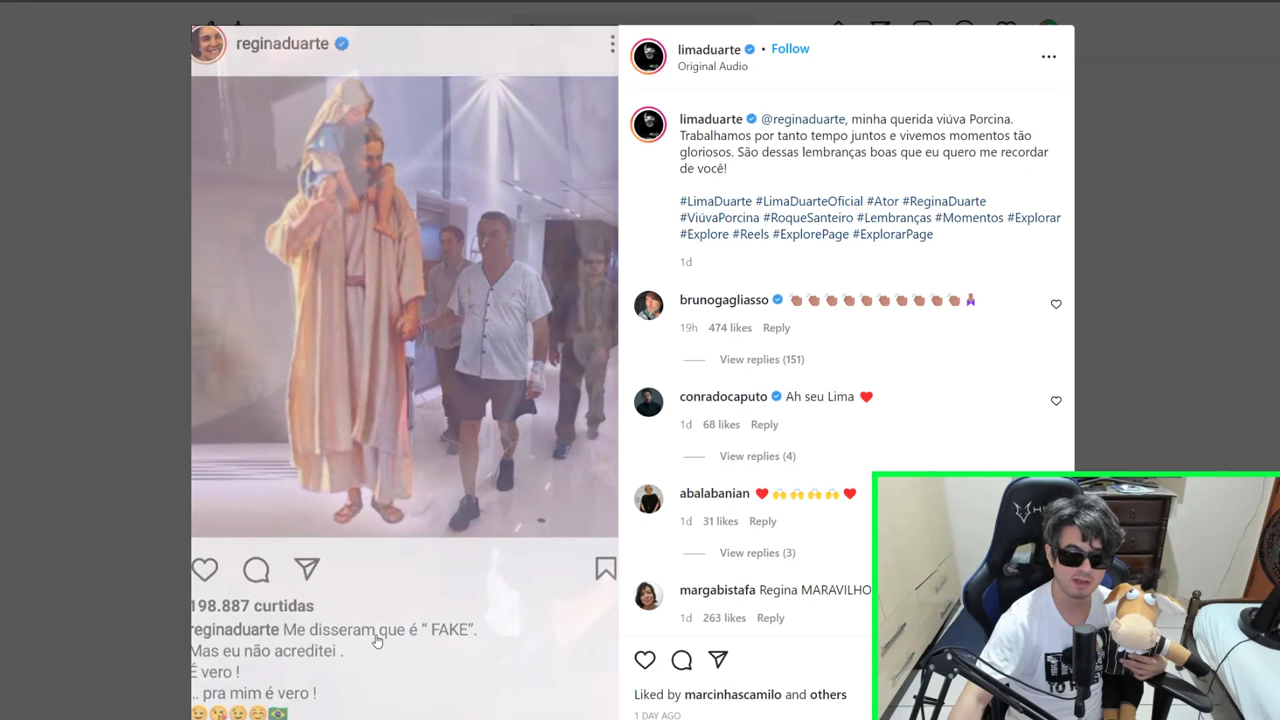 reginaduarte
limaduarte • Follow
Original Audio
limaduarte @reginaduarte, minha querida viúva Porcina.
Trabalhamos por tanto tempo juntos e vivemos momentos tão
gloriosos. São dessas lembranças boas que eu quero me recordar
de você!
#LimaDuarte #LimaDuarteOficial #Ator #ReginaDuarte
#ViúvaPorcina #RoqueSanteiro #Lembranças #Momentos #Explorar
#Explore #Reels #ExplorePage #ExplorarPage
1d
brunogagliasso 👏🏽👏🏽👏🏽👏🏽👏🏽👏🏽👏🏽👏🏽👏🏽👏🏽
19h 474 likes Reply
View replies (151)
conradocaputo Ah seu Lima ❤️
1d 68 likes Reply
View replies (4)
abalabanian ❤️🙌🙌🙌🙌❤️
1d 31 likes Reply
View replies (3)
margabistafa Regina MARAVILHO
1d 263 likes Reply
Liked by marcinhascamilo and others
1 DAY AGO
198.887 curtidas
reginaduarte Me disseram que é “ FAKE”.
Mas eu não acreditei .
É vero !
.. pra mim é vero !